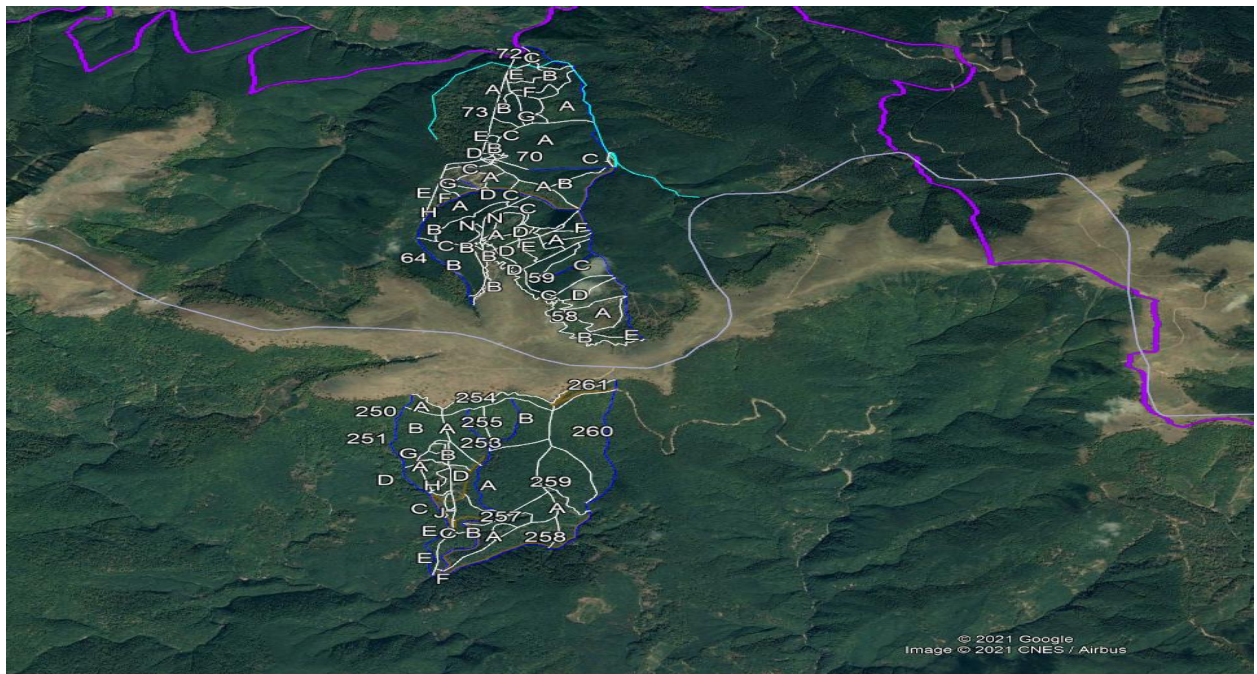 72 C
E B
A F
73 B A
G
E C A
D B
70 C
C A
G A B
E F D C
H A C
B N N F
A D A
C B D E
64 B B C
D 59
B C D
58 A
B E
261
254
250 A
B A 255 B
251 253 260
G B
A D
D H A 259
C J A
257
E C B A 258
E
F
© 2021 Google
Image © 2021 CNES / Airbus